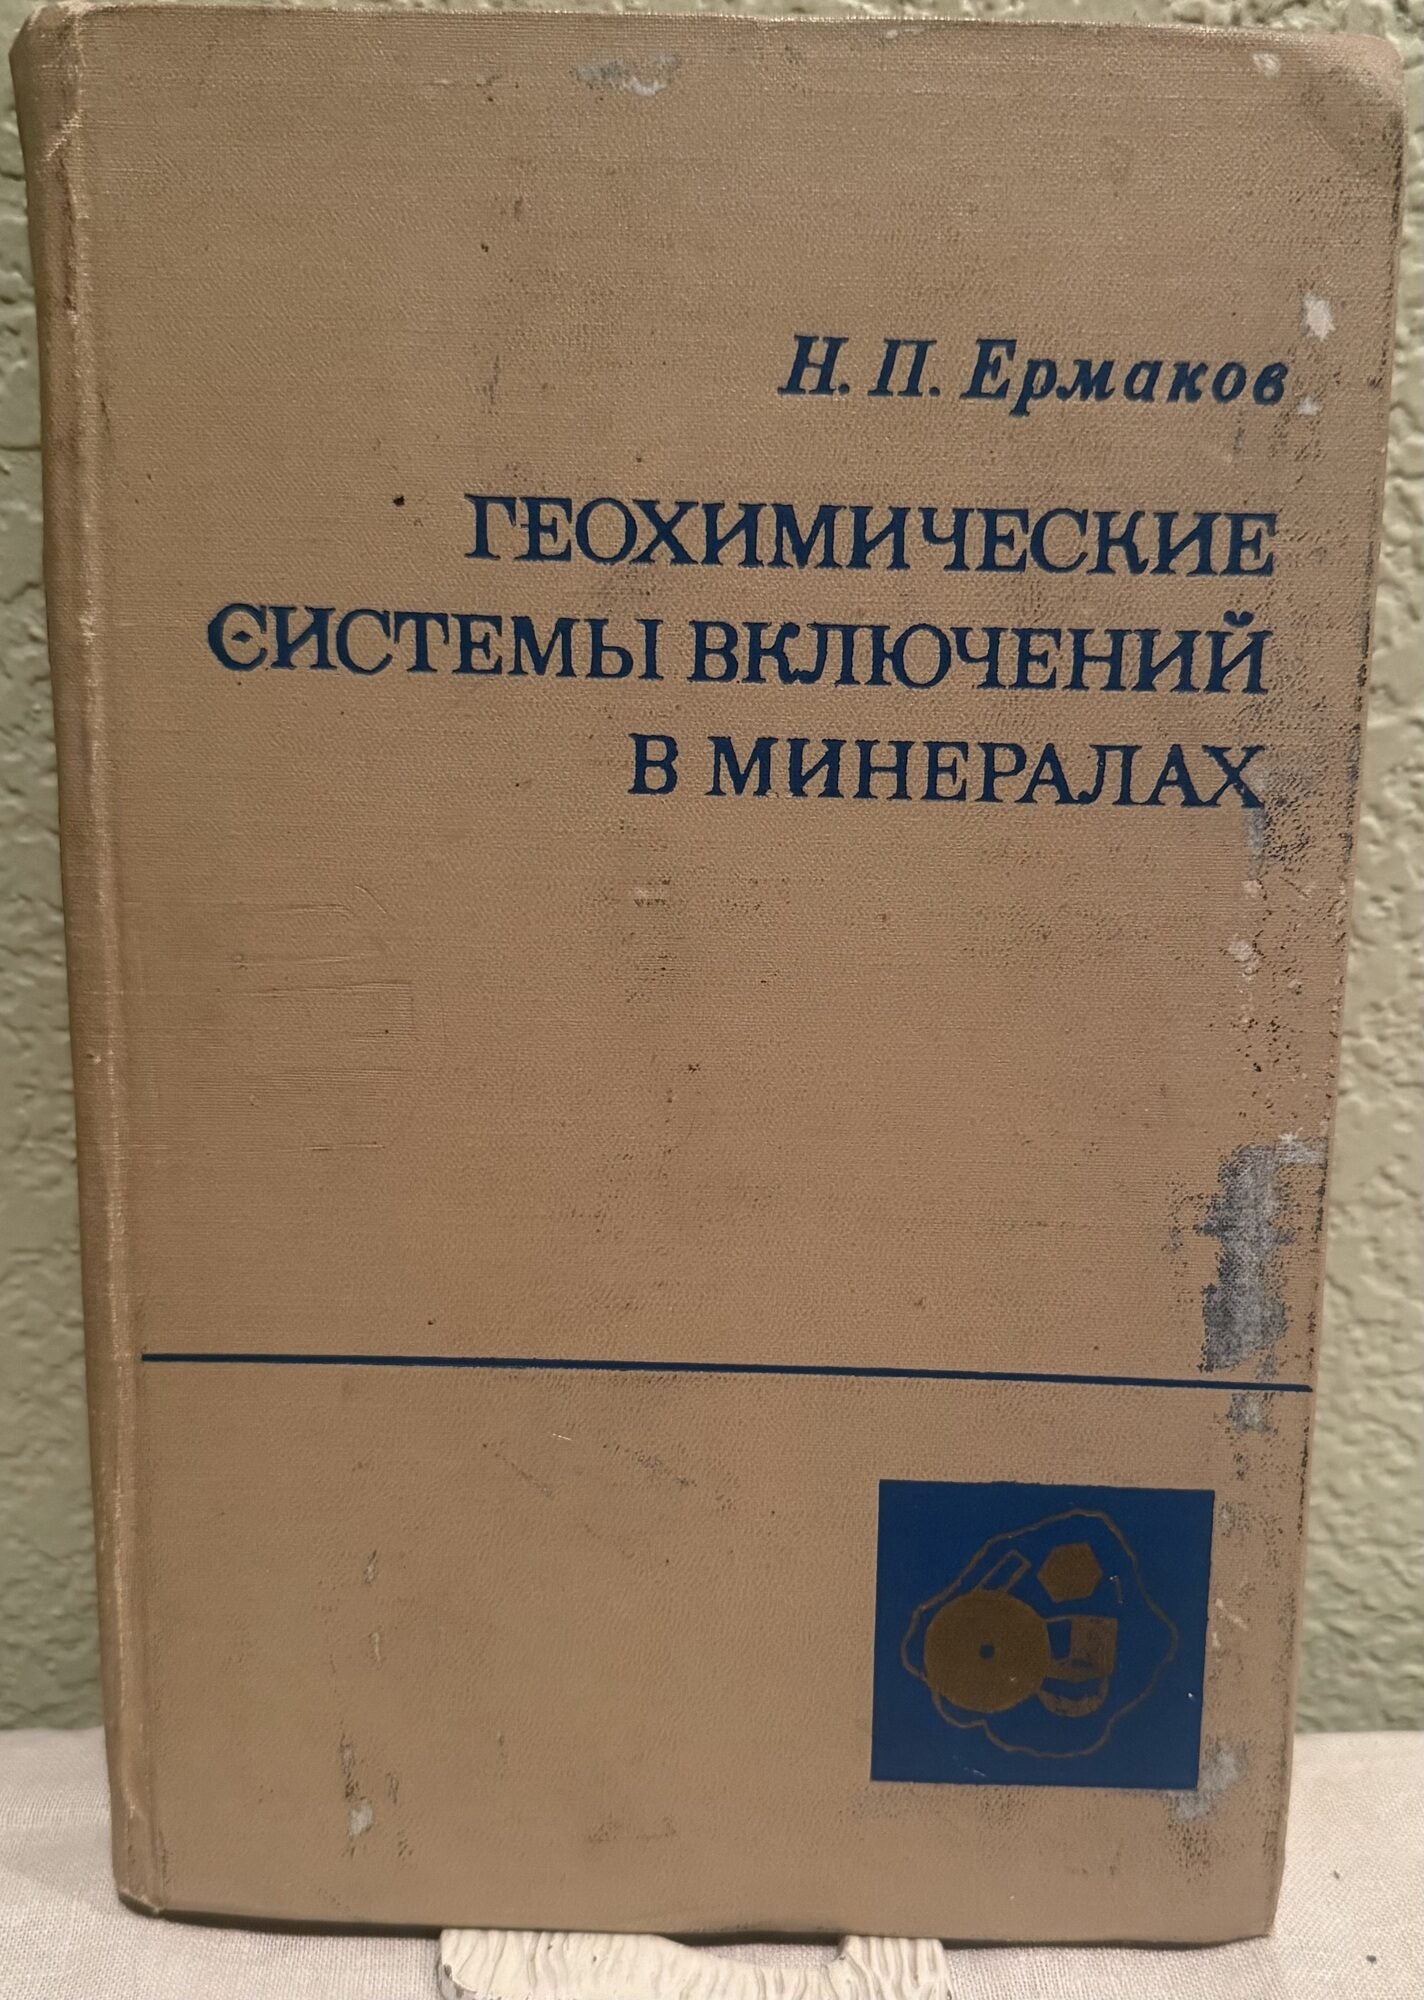 Н. П. Ермаков
ГЕОХИМИЧЕСКИЕ
СИСТЕМЫ ВКЛЮЧЕНИЙ
В МИНЕРАЛАХ